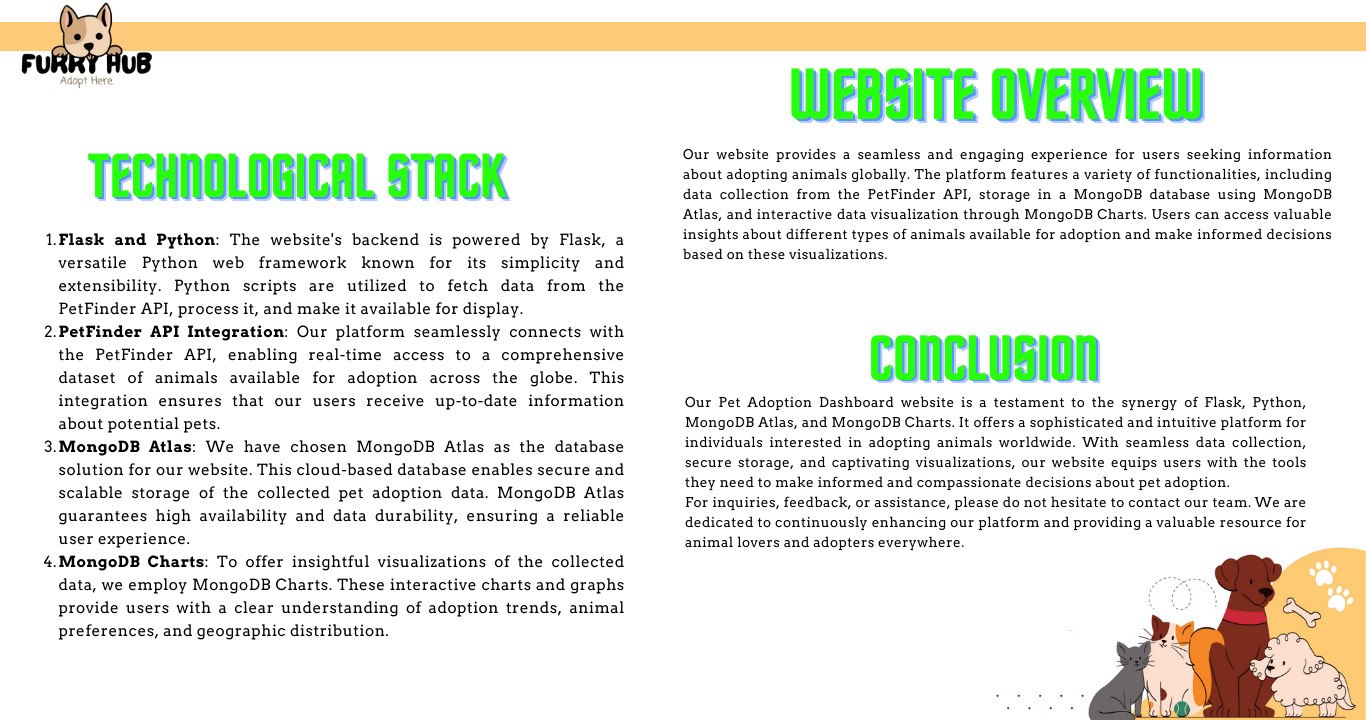 FURRY HUB
Adopt Here.
TECHNOLOGICAL STACK
1. Flask and Python: The website's backend is powered by Flask, a
versatile Python web framework known for its simplicity and
extensibility. Python scripts are utilized to fetch data from the
PetFinder API, process it, and make it available for display.
2. PetFinder API Integration: Our platform seamlessly connects with
the PetFinder API, enabling real-time access to a comprehensive
dataset of animals available for adoption across the globe. This
integration ensures that our users receive up-to-date information
about potential pets.
3. MongoDB Atlas: We have chosen MongoDB Atlas as the database
solution for our website. This cloud-based database enables secure and
scalable storage of the collected pet adoption data. MongoDB Atlas
guarantees high availability and data durability, ensuring a reliable
user experience.
4. MongoDB Charts: To offer insightful visualizations of the collected
data, we employ MongoDB Charts. These interactive charts and graphs
provide users with a clear understanding of adoption trends, animal
preferences, and geographic distribution.
WEBSITE OVERVIEW
Our website provides a seamless and engaging experience for users seeking information
about adopting animals globally. The platform features a variety of functionalities, including
data collection from the PetFinder API, storage in a MongoDB database using MongoDB
Atlas, and interactive data visualization through MongoDB Charts. Users can access valuable
insights about different types of animals available for adoption and make informed decisions
based on these visualizations.
CONCLUSION
Our Pet Adoption Dashboard website is a testament to the synergy of Flask, Python,
MongoDB Atlas, and MongoDB Charts. It offers a sophisticated and intuitive platform for
individuals interested in adopting animals worldwide. With seamless data collection,
secure storage, and captivating visualizations, our website equips users with the tools
they need to make informed and compassionate decisions about pet adoption.
For inquiries, feedback, or assistance, please do not hesitate to contact our team. We are
dedicated to continuously enhancing our platform and providing a valuable resource for
animal lovers and adopters everywhere.